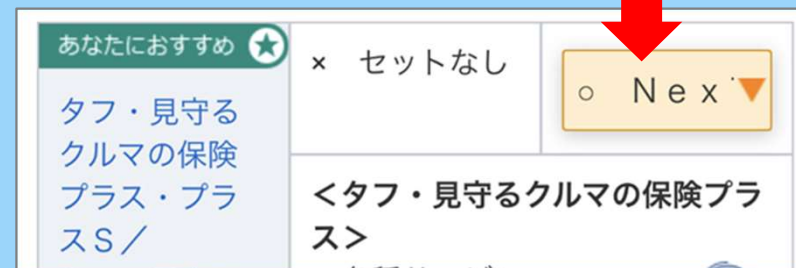 あなたにおすすめ
× セットなし
○ Nex
タフ・見守る
クルマの保険
プラス・プラ
スS/
<タフ・見守るクルマの保険プラ
ス>